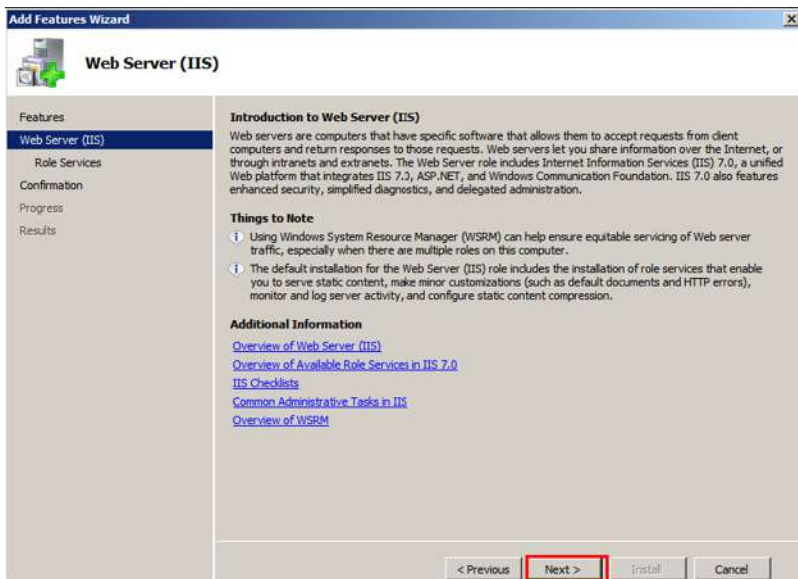 Add Features Wizard
Web Server (IIS)
Features
Web Server (IIS)
Role Services
Confirmation
Progress
Results
Introduction to Web Server (IIS)
Web servers are computers that have specific software that allows them to accept requests from client
computers and return responses to those requests. Web servers let you share information over the Internet, or
through intranets and extranets. The Web Server role includes Internet Information Services (IIS) 7.0, a unified
Web platform that integrates IIS 7.0, ASP.NET, and Windows Communication Foundation. IIS 7.0 also features
enhanced security, simplified diagnostics, and delegated administration.
Things to Note
Using Windows System Resource Manager (WSRM) can help ensure equitable servicing of Web server
traffic, especially when there are multiple roles on this computer.
The default installation for the Web Server (IIS) role includes the installation of role services that enable
you to serve static content, make minor customizations (such as default documents and HTTP errors),
monitor and log server activity, and configure static content compression.
Additional Information
Overview of Web Server (IIS)
Overview of Available Role Services in IIS 7.0
IIS Checklists
Common Administrative Tasks in IIS
Overview of WSRM
< Previous
Next >
Install
Cancel